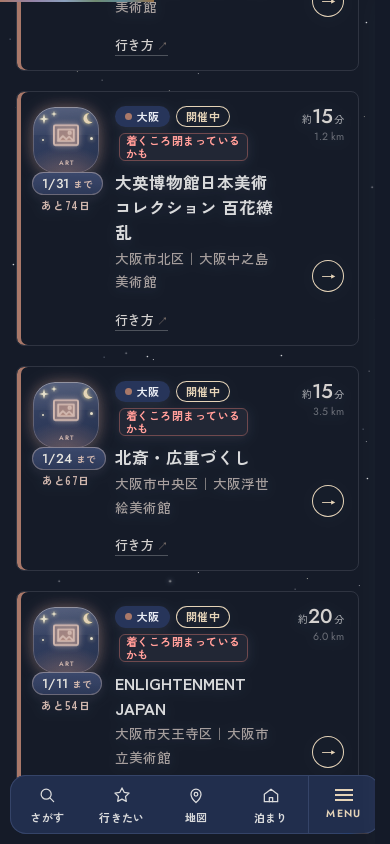 美術館
行き方 ↗
ART
1/31 まで
あと74日
大阪
開催中
着くころ閉まっている
かも
約15分
1.2 km
大英博物館日本美術
コレクション 百花繚
乱
大阪市北区｜大阪中之島
美術館
行き方 ↗
ART
1/24 まで
あと67日
大阪
開催中
着くころ閉まっている
かも
約15分
3.5 km
北斎・広重づくし
大阪市中央区｜大阪浮世
絵美術館
行き方 ↗
ART
1/11 まで
あと54日
大阪
開催中
着くころ閉まっている
かも
約20分
6.0 km
ENLIGHTENMENT
JAPAN
大阪市天王寺区｜大阪市
立美術館
さがす
行きたい
地図
泊まり
MENU